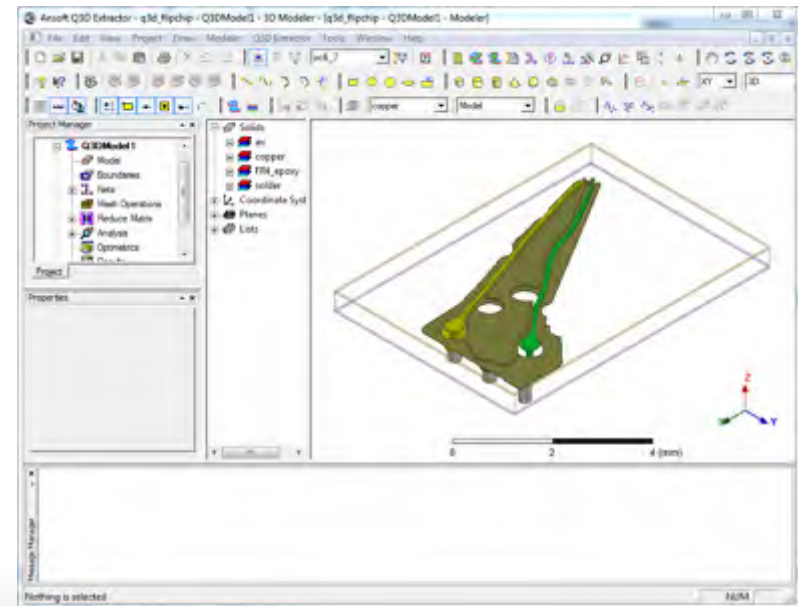 Ansoft Q3D Extractor - q3d_flipchip - Q3DModel1 - 3D Modeler - [q3d_flipchip - Q3DModel1 - Modeler]
File Edit View Project Draw Modeler Q3D Extractor Tools Window Help
XY 3D
copper Model
Project Manager
Q3DModel1
Model
Boundaries
Nets
Mesh Operations
Reduce Matrix
Analysis
Optimetrics
Project
Properties
Solids
copper
FR4_epoxy
solder
Coordinate Syst
Planes
Lists
Z
Y
0 2 4 (mm)
Message Manager
Nothing is selected
NUM